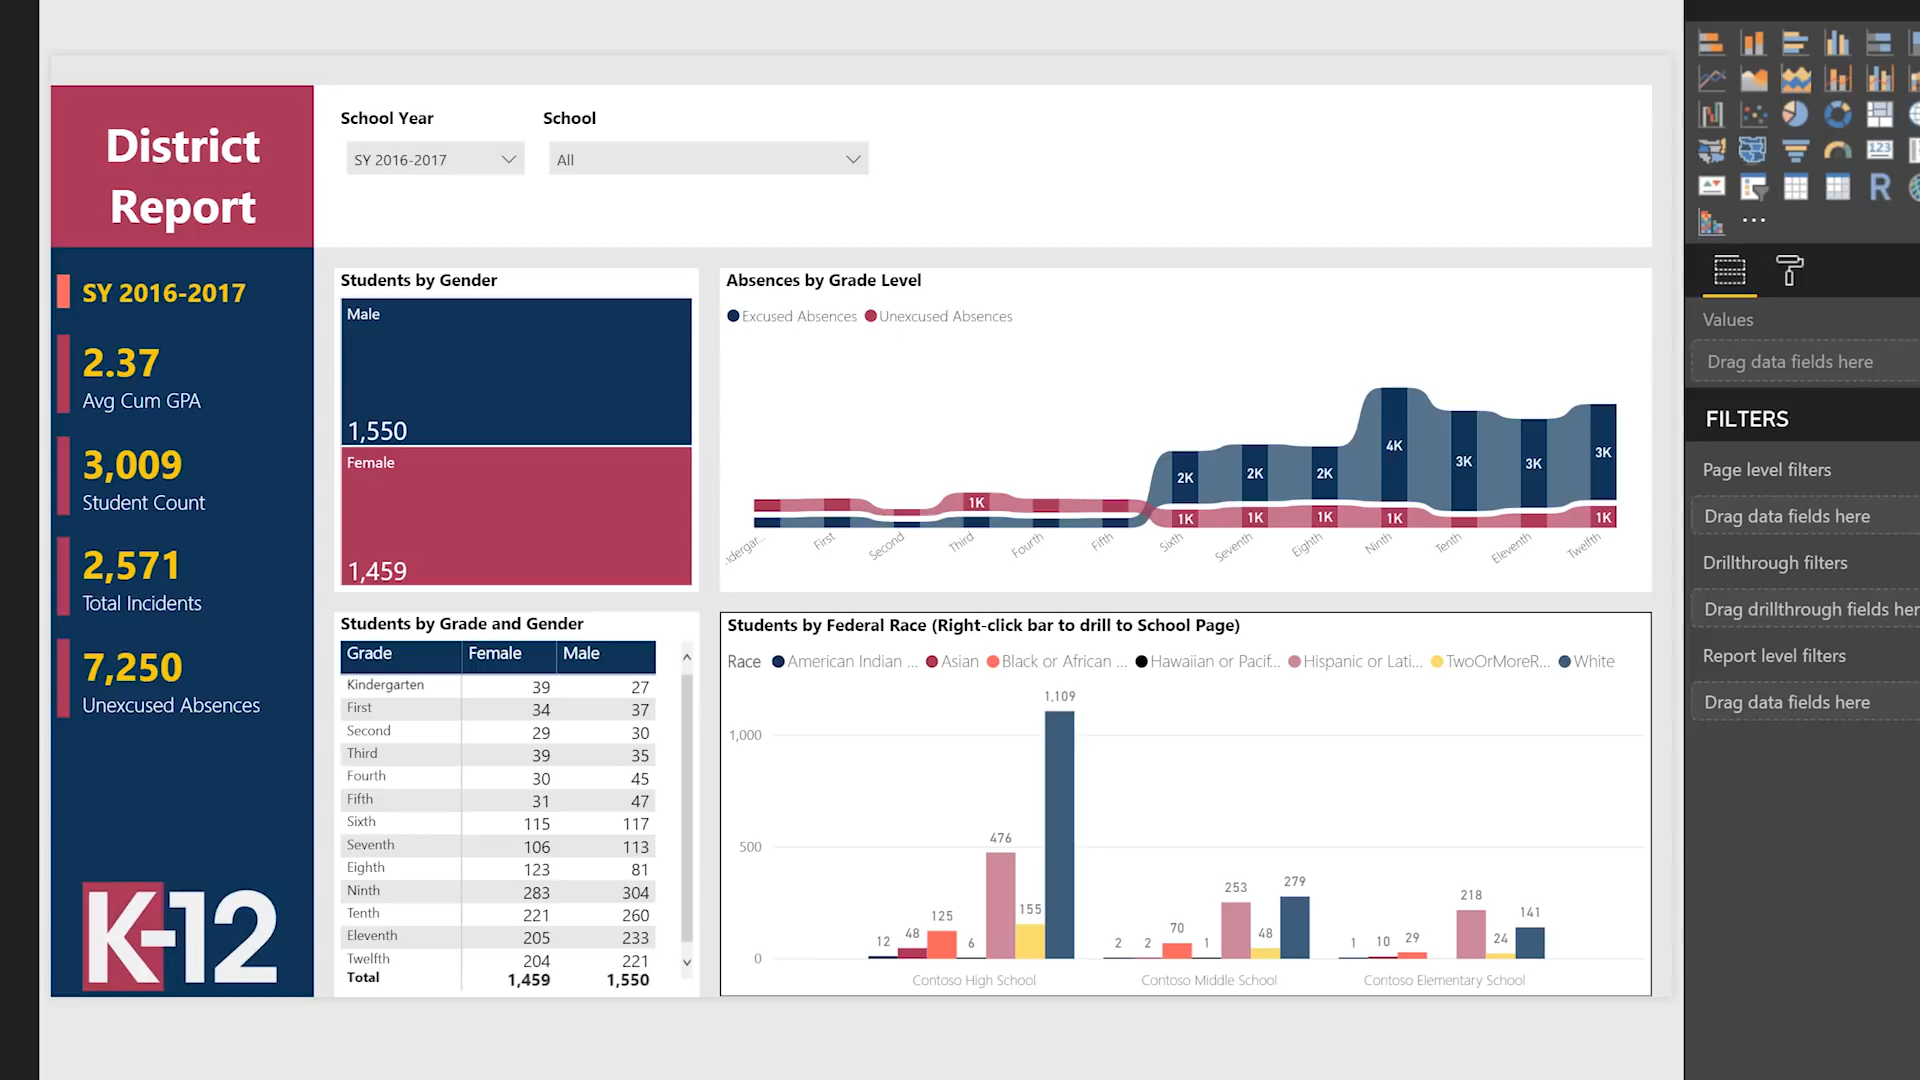 District
Report
School Year
School
SY 2016-2017
All
SY 2016-2017
2.37
Avg Cum GPA
3,009
Student Count
2,571
Total Incidents
7,250
Unexcused Absences
K-12
Students by Gender
Male
1,550
Female
1,459
Absences by Grade Level
Excused Absences Unexcused Absences
4K
3K 3K 3K
2K 2K 2K
1K
1K 1K 1K 1K 1K
First Second Third Fourth Fifth Sixth Seventh Eighth Ninth Tenth Eleventh Twelfth
Students by Grade and Gender
Grade Female Male
Kindergarten 39 27
First 34 37
Second 29 30
Third 39 35
Fourth 30 45
Fifth 31 47
Sixth 115 117
Seventh 106 113
Eighth 123 81
Ninth 283 304
Tenth 221 260
Eleventh 205 233
Twelfth 204 221
Total 1,459 1,550
Students by Federal Race (Right-click bar to drill to School Page)
Race American Indian ... Asian Black or African ... Hawaiian or Pacif... Hispanic or Lati... TwoOrMoreR... White
1,000
500
0
12 48 125 6 476 155 1,109
2 2 70 1 253 48 279
1 10 29 218 24 141
Contoso High School Contoso Middle School Contoso Elementary School
123
R
...
Values
Drag data fields here
FILTERS
Page level filters
Drag data fields here
Drillthrough filters
Drag drillthrough fields her
Report level filters
Drag data fields here